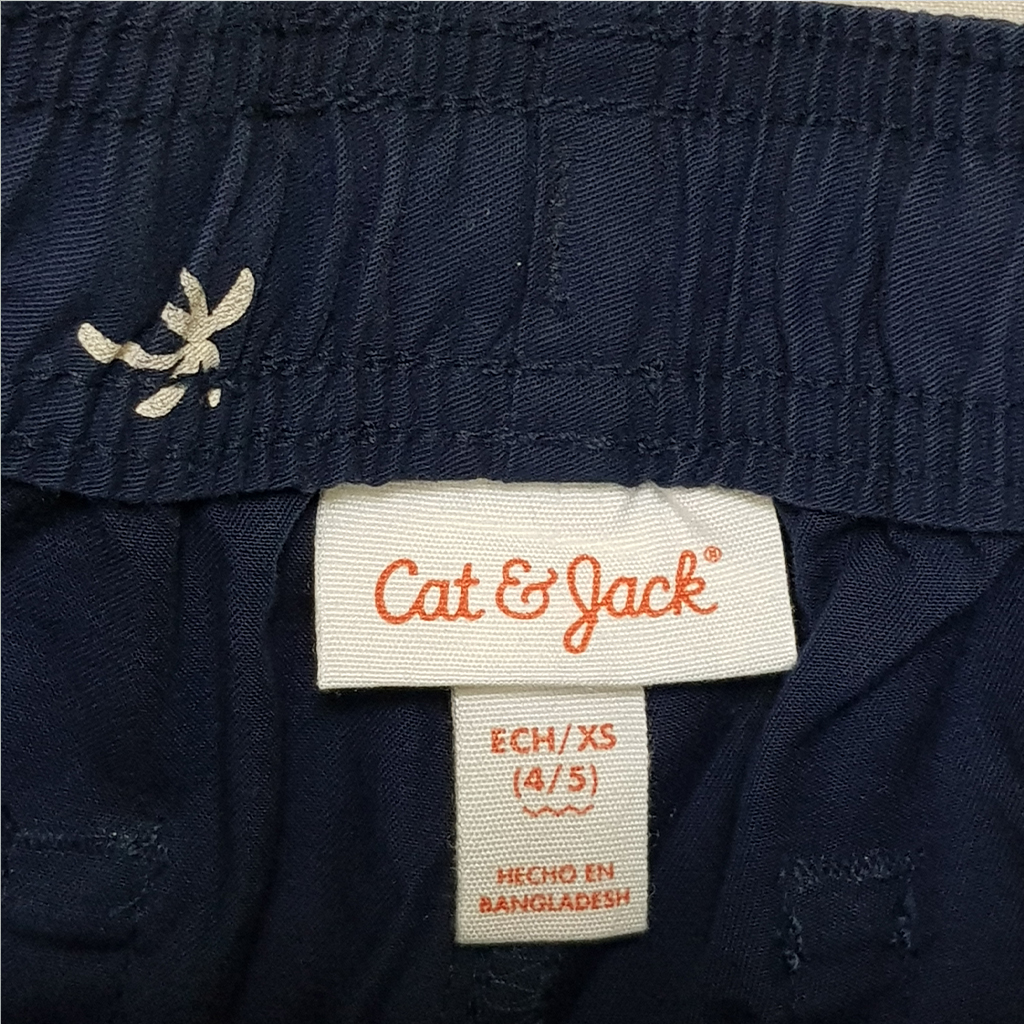 Cat & Jack®
ECH/XS
(4/5)
HECHO EN
BANGLADESH